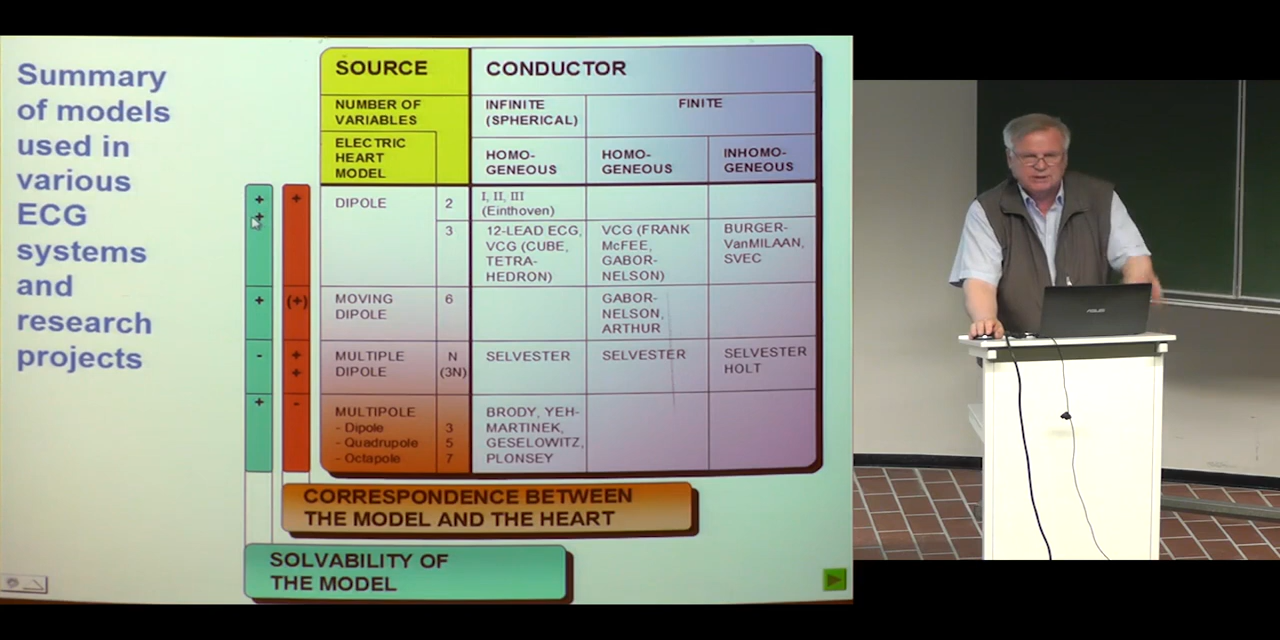 Summary
of models
used in
various
ECG
systems
and
research
projects
SOURCE
CONDUCTOR
NUMBER OF
VARIABLES
INFINITE
(SPHERICAL)
FINITE
ELECTRIC
HEART
MODEL
HOMO-
GENEOUS
HOMO-
GENEOUS
INHOMO-
GENEOUS
+
+
+
DIPOLE
2
I, II, III
(Einthoven)
3
12-LEAD ECG,
VCG (CUBE,
TETRA-
HEDRON)
VCG (FRANK
McFEE,
GABOR-
NELSON)
BURGER-
VanMILAAN,
SVEC
+
(+)
MOVING
DIPOLE
6
GABOR-
NELSON,
ARTHUR
-
+
+
MULTIPLE
DIPOLE
N
(3N)
SELVESTER
SELVESTER
SELVESTER
HOLT
+
-
MULTIPOLE
- Dipole
- Quadrupole
- Octapole
3
5
7
BRODY, YEH-
MARTINEK,
GESELOWITZ,
PLONSEY
CORRESPONDENCE BETWEEN
THE MODEL AND THE HEART
SOLVABILITY OF
THE MODEL
ASUS